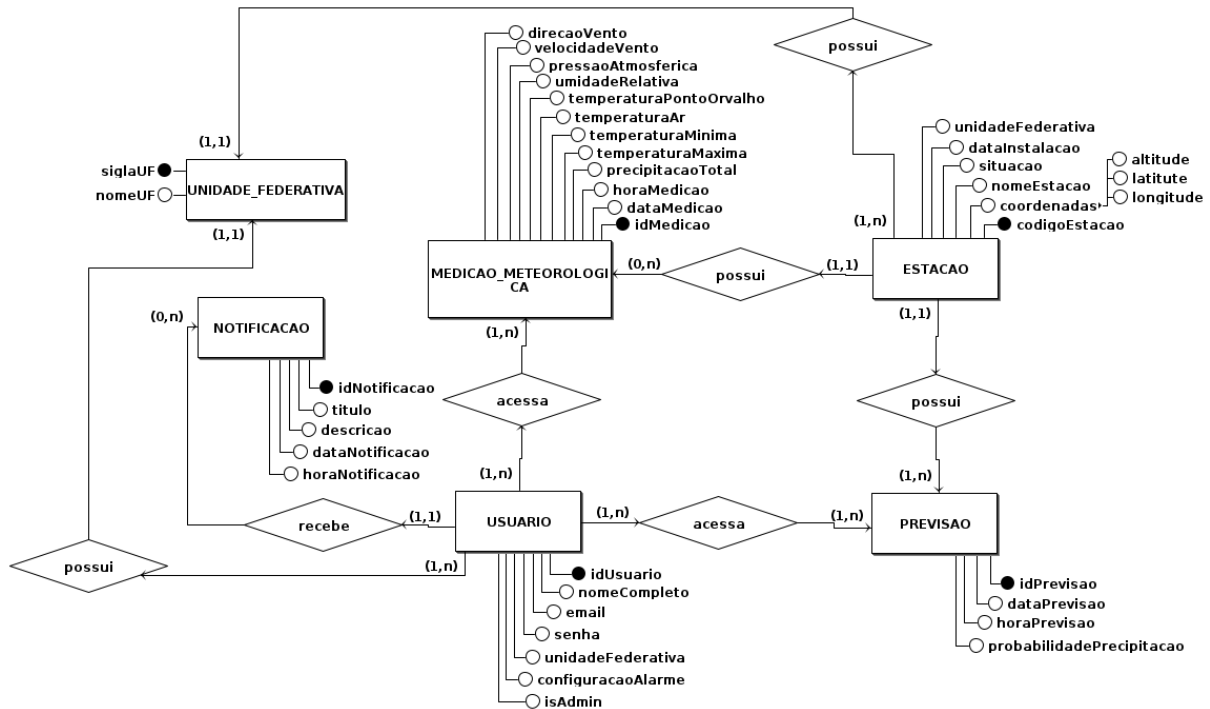 possui
direcaoVento
velocidadeVento
pressaoAtmosferica
umidadeRelativa
temperaturaPontoOrvalho
temperaturaAr
temperaturaMinima
temperaturaMaxima
precipitacaoTotal
horaMedicao
dataMedicao
idMedicao
(1,1)
siglaUF
nomeUF
UNIDADE_FEDERATIVA
(1,1)
unidadeFederativa
dataInstalacao
situacao
nomeEstacao
coordenadas
codigoEstacao
altitude
latitute
longitude
(1,n)
MEDICAO_METEOROLOGI
CA
(0,n)
possui
(1,1)
ESTACAO
(1,1)
(0,n)
NOTIFICACAO
(1,n)
idNotificacao
titulo
descricao
dataNotificacao
horaNotificacao
acessa
possui
(1,n)
(1,n)
USUARIO
(1,n)
acessa
(1,n)
PREVISAO
recebe
(1,1)
possui
(1,n)
idUsuario
nomeCompleto
email
senha
unidadeFederativa
configuracaoAlarme
isAdmin
idPrevisao
dataPrevisao
horaPrevisao
probabilidadePrecipitacao